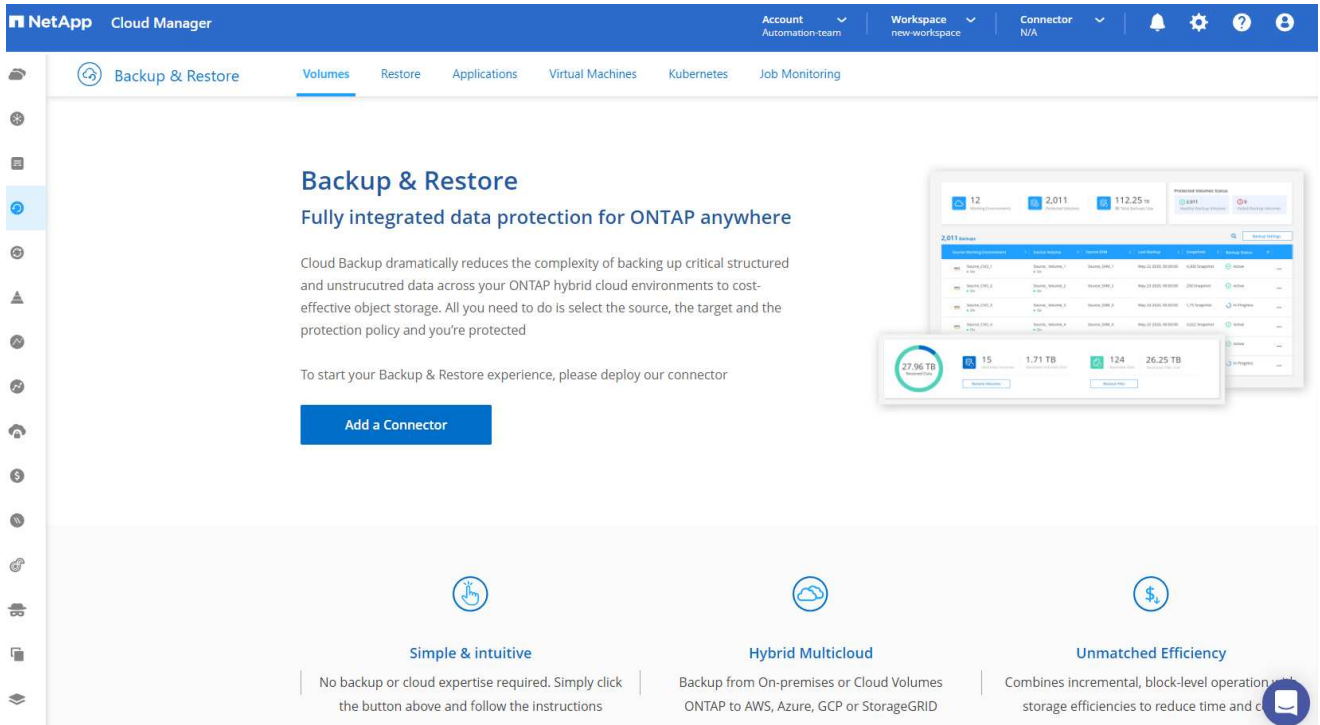 NetApp Cloud Manager
Account
Automation-team
Workspace
new-workspace
Connector
N/A
Backup & Restore
Volumes
Restore
Applications
Virtual Machines
Kubernetes
Job Monitoring
Backup & Restore
Fully integrated data protection for ONTAP anywhere
Cloud Backup dramatically reduces the complexity of backing up critical structured
and unstrucutred data across your ONTAP hybrid cloud environments to cost-
effective object storage. All you need to do is select the source, the target and the
protection policy and you're protected
To start your Backup & Restore experience, please deploy our connector
Add a Connector
12
2,011
112.25 TB
Protected Volumes Status
2,011 Backups
Backup Settings
27.96 TB
15
1.71 TB
124
26.25 TB
Simple & intuitive
No backup or cloud expertise required. Simply click
the button above and follow the instructions
Hybrid Multicloud
Backup from On-premises or Cloud Volumes
ONTAP to AWS, Azure, GCP or StorageGRID
Unmatched Efficiency
Combines incremental, block-level operation
storage efficiencies to reduce time and